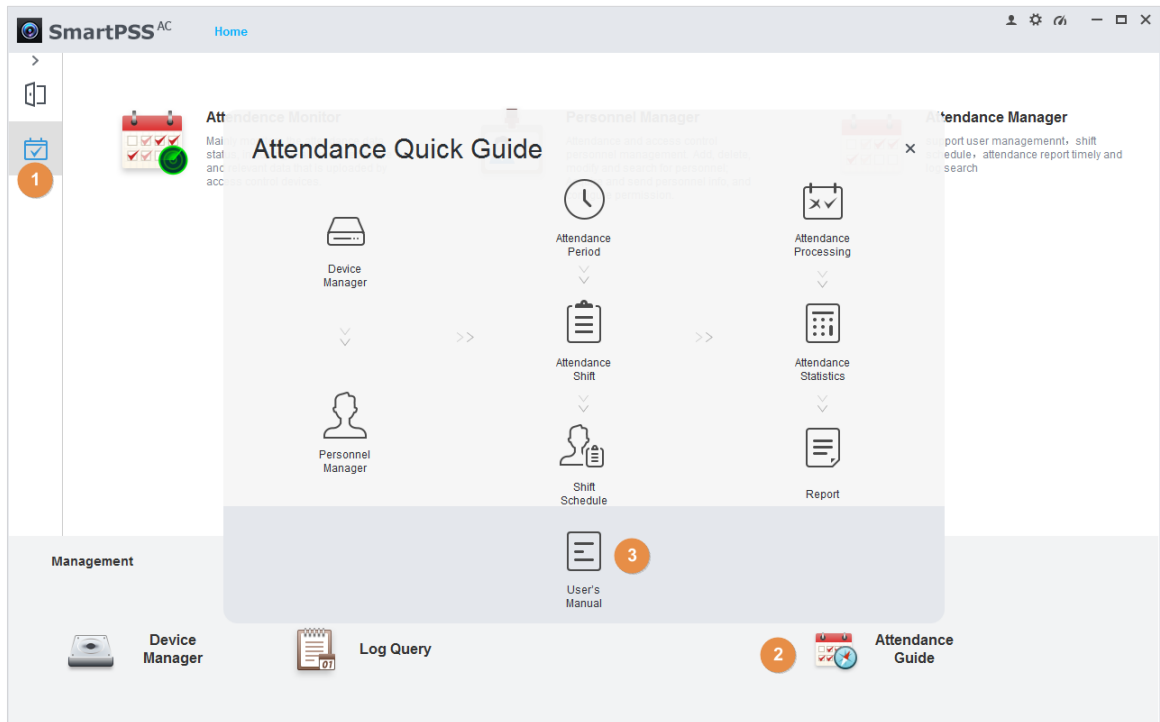 SmartPSS AC
Home
Attendence Monitor
Personnel Manager
Attendance Manager
port user managemennt, shift
edule, attendance report timely and
search
1
Attendance Quick Guide
Device
Manager
Personnel
Manager
Attendance
Period
Attendance
Shift
Shift
Schedule
Attendance
Processing
Attendance
Statistics
Report
User's
Manual
3
Management
Device
Manager
01
Log Query
2
Attendance
Guide